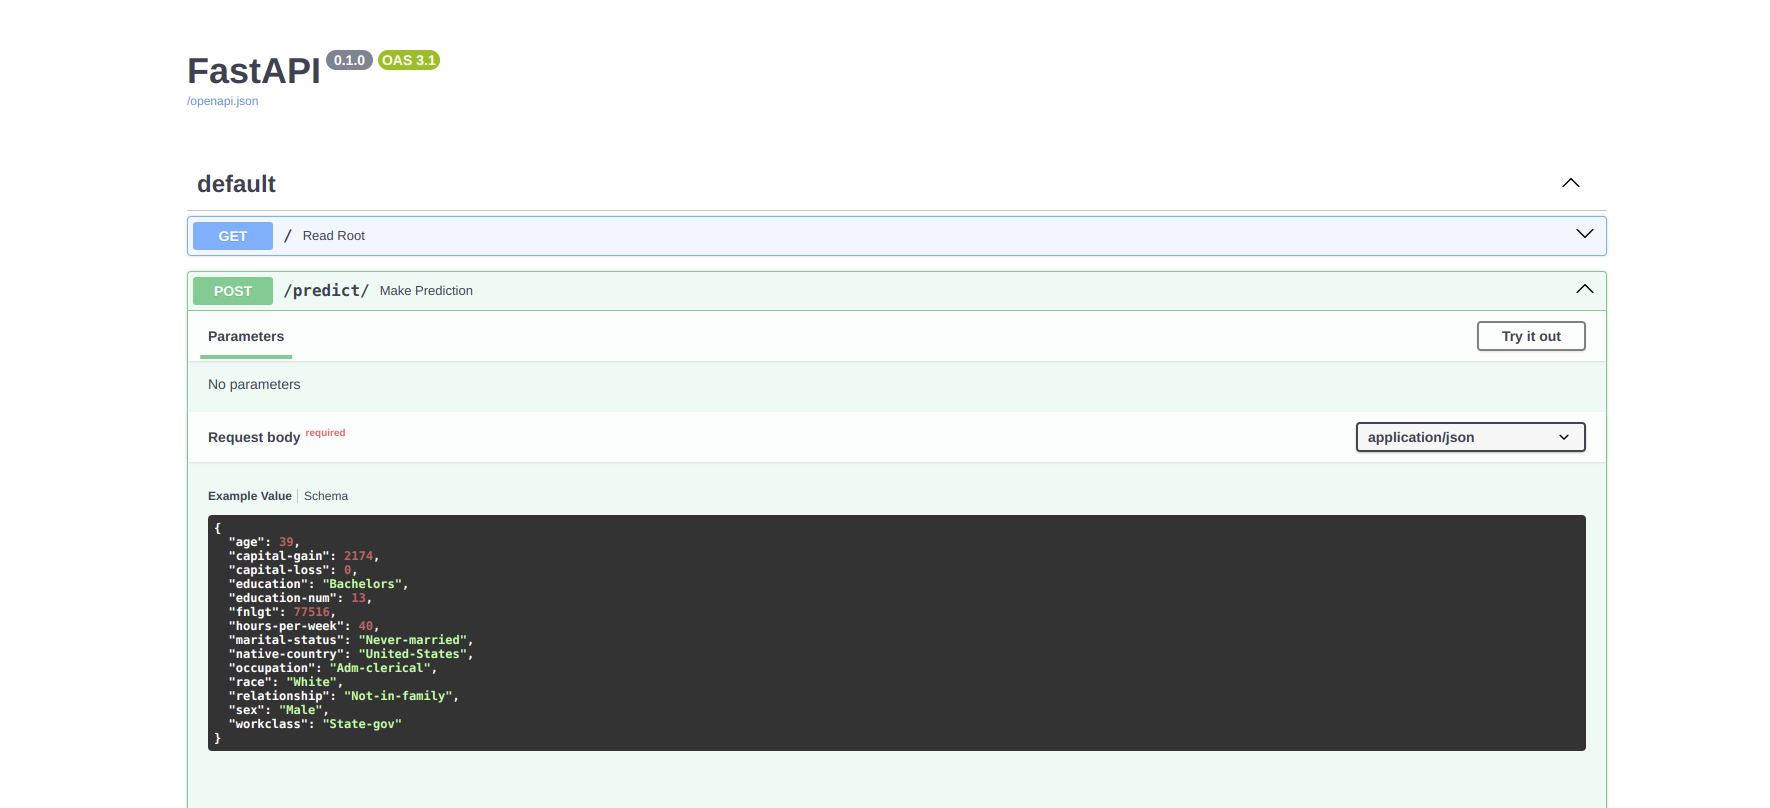 FastAPI 0.1.0 OAS 3.1
/openapi.json
default
GET / Read Root
POST /predict/ Make Prediction
Parameters
Try it out
No parameters
Request body required
application/json
Example Value Schema
{
  "age": 39,
  "capital-gain": 2174,
  "capital-loss": 0,
  "education": "Bachelors",
  "education-num": 13,
  "fnlgt": 77516,
  "hours-per-week": 40,
  "marital-status": "Never-married",
  "native-country": "United-States",
  "occupation": "Adm-clerical",
  "race": "White",
  "relationship": "Not-in-family",
  "sex": "Male",
  "workclass": "State-gov"
}